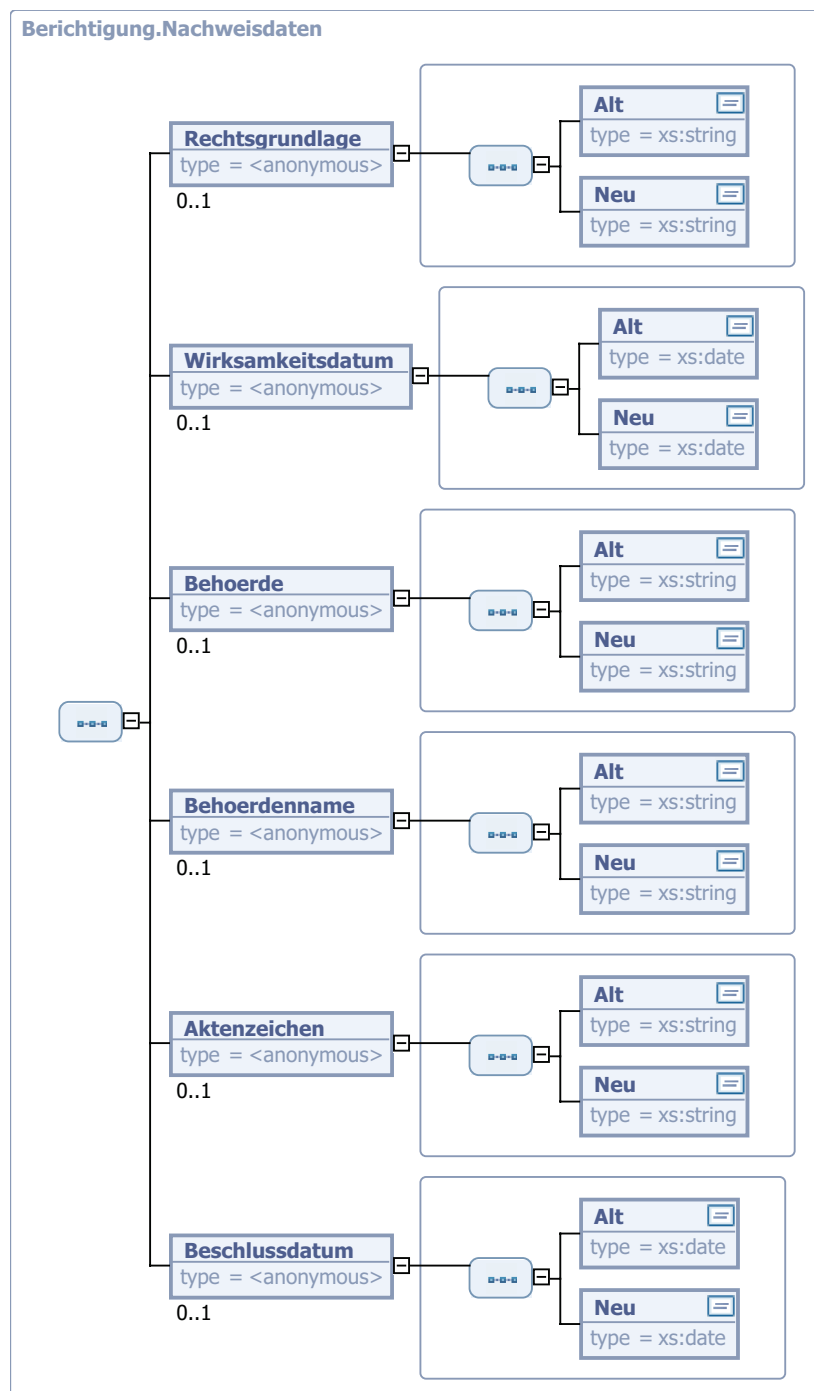 Berichtigung.Nachweisdaten
Rechtsgrundlage
type = <anonymous>
0..1
Alt
type = xs:string
Neu
type = xs:string
Wirksamkeitsdatum
type = <anonymous>
0..1
Alt
type = xs:date
Neu
type = xs:date
Behoerde
type = <anonymous>
0..1
Alt
type = xs:string
Neu
type = xs:string
Behoerdenname
type = <anonymous>
0..1
Alt
type = xs:string
Neu
type = xs:string
Aktenzeichen
type = <anonymous>
0..1
Alt
type = xs:string
Neu
type = xs:string
Beschlussdatum
type = <anonymous>
0..1
Alt
type = xs:date
Neu
type = xs:date